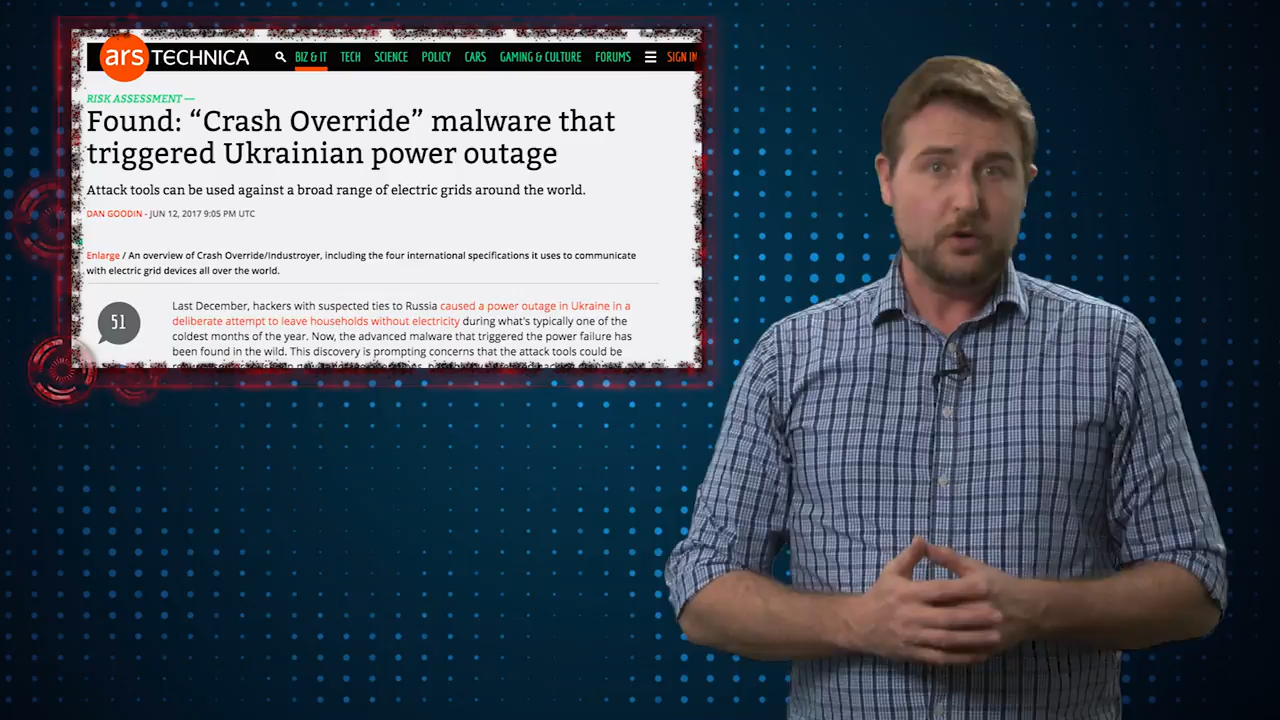 ars TECHNICA BIZ & IT TECH SCIENCE POLICY CARS GAMING & CULTURE FORUMS SIGN IN
RISK ASSESSMENT —
Found: “Crash Override” malware that
triggered Ukrainian power outage
Attack tools can be used against a broad range of electric grids around the world.
DAN GOODIN - JUN 12, 2017 9:05 PM UTC
Enlarge / An overview of Crash Override/Industroyer, including the four international specifications it uses to communicate
with electric grid devices all over the world.
51
Last December, hackers with suspected ties to Russia caused a power outage in Ukraine in a
deliberate attempt to leave households without electricity during what's typically one of the
coldest months of the year. Now, the advanced malware that triggered the power failure has
been found in the wild. This discovery is prompting concerns that the attack tools could be